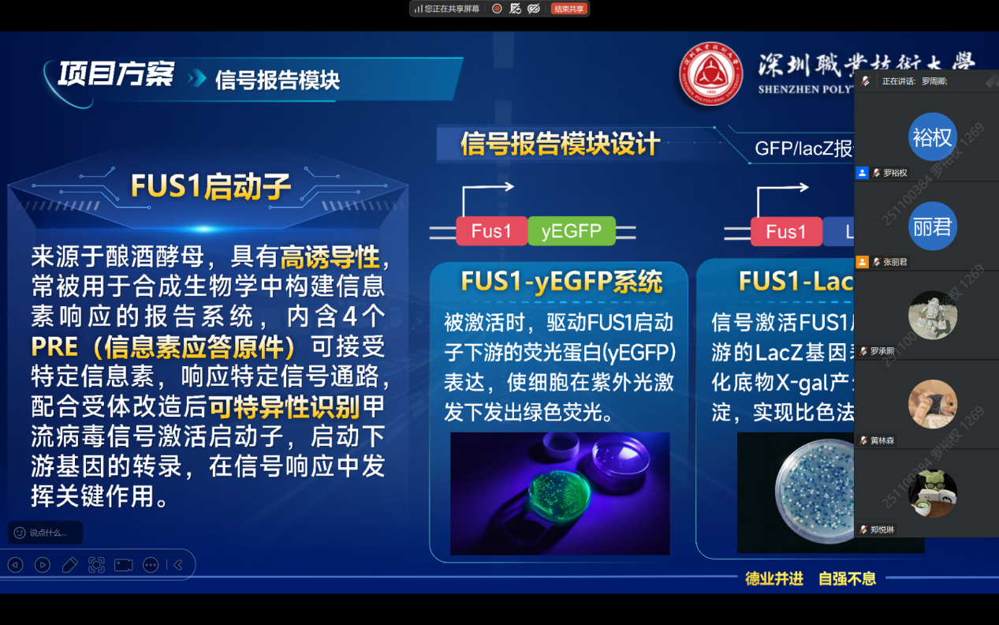 您正在共享屏幕
结束共享
项目方案
信号报告模块
深圳職业技術大學
SHENZHEN POLY
正在讲话: 罗周卿;
信号报告模块设计
GFP/lacZ报
FUS1启动子
来源于酿酒酵母，具有高诱导性，
常被用于合成生物学中构建信息
素响应的报告系统，内含4个
PRE（信息素应答原件）可接受
特定信息素，响应特定信号通路，
配合受体改造后可特异性识别甲
流病毒信号激活启动子，启动下
游基因的转录，在信号响应中发
挥关键作用。
Fus1
yEGFP
FUS1-yEGFP系统
被激活时，驱动FUS1启动
子下游的荧光蛋白(yEGFP)
表达，使细胞在紫外光激
发下发出绿色荧光。
Fus1
L
FUS1-Lac
信号激活FUS1
游的LacZ基因
化底物X-gal产
淀，实现比色法
裕权
罗裕权
丽君
张丽君
罗承熙
黄林森
郑悦琳
251100384 罗裕权 1269
251100384 罗裕权 1269
251100384 罗裕权 1269
说点什么...
德业并进 自强不息